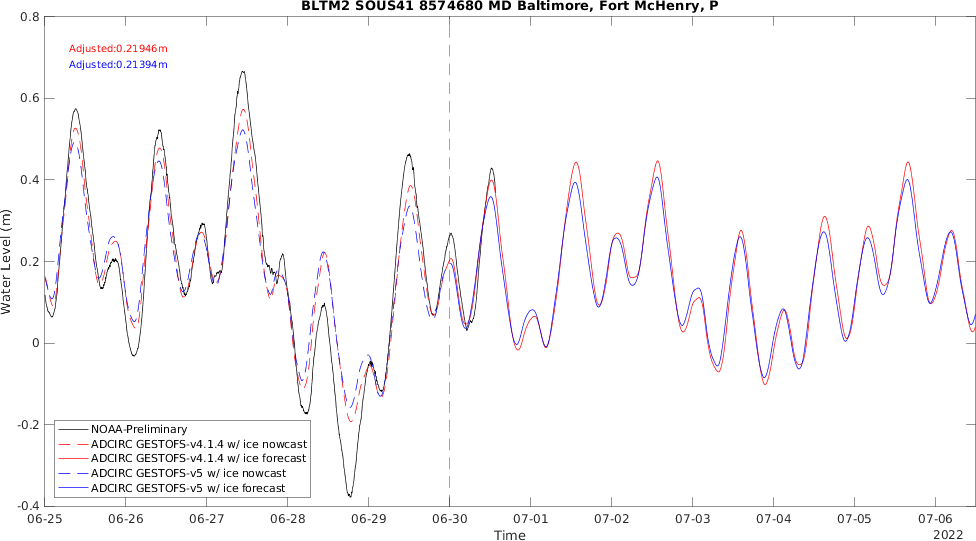 BLTM2 SOUS41 8574680 MD Baltimore, Fort McHenry, P
Adjusted:0.21946m
Adjusted:0.21394m
0.8
0.6
0.4
0.2
0
-0.2
-0.4
Water Level (m)
NOAA-Preliminary
ADCIRC GESTOFS-v4.1.4 w/ ice nowcast
ADCIRC GESTOFS-v4.1.4 w/ ice forecast
ADCIRC GESTOFS-v5 w/ ice nowcast
ADCIRC GESTOFS-v5 w/ ice forecast
06-25 06-26 06-27 06-28 06-29 06-30 07-01 07-02 07-03 07-04 07-05 07-06
Time
2022